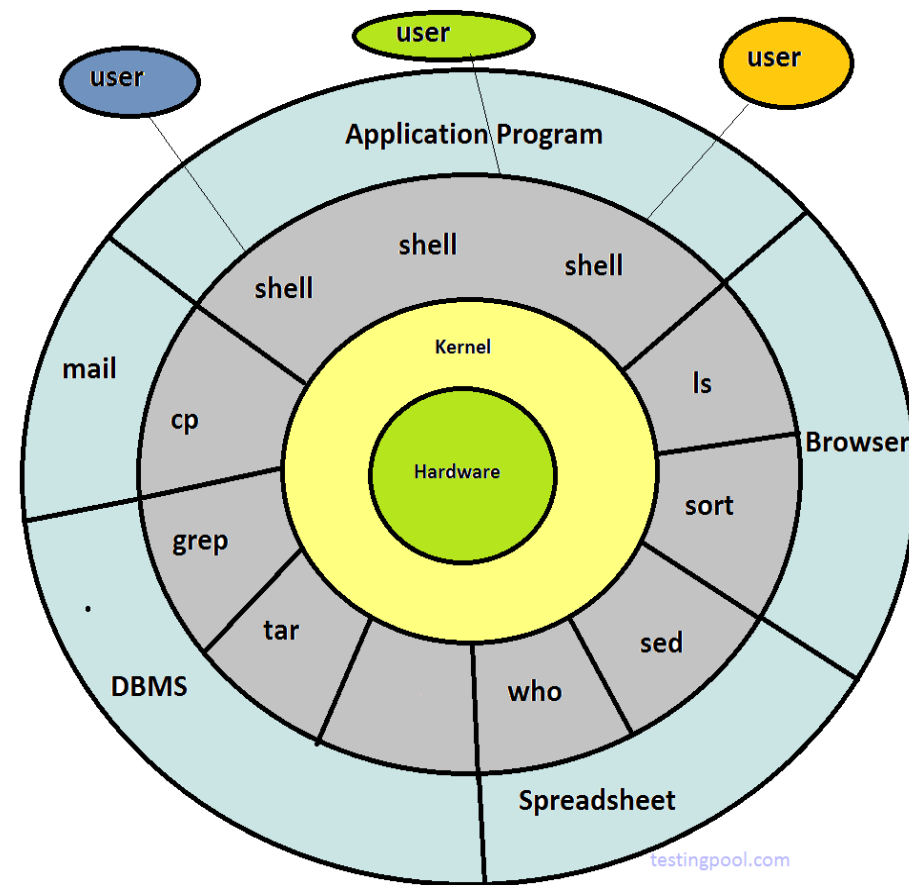 user
user
user
Application Program
shell
shell
shell
Kernel
mail
ls
cp
Browser
Hardware
sort
grep
tar
sed
DBMS
who
Spreadsheet
testingpool.com